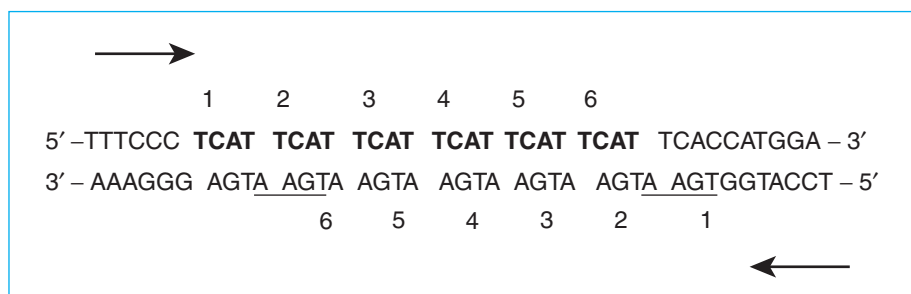 1 2 3 4 5 6
5′ –TTTCCC TCAT TCAT TCAT TCAT TCAT TCAT TCACCATGGA – 3′
3′ – AAAGGG AGTA AGTA AGTA AGTA AGTA AGTA AGTGGTACCT – 5′
6 5 4 3 2 1